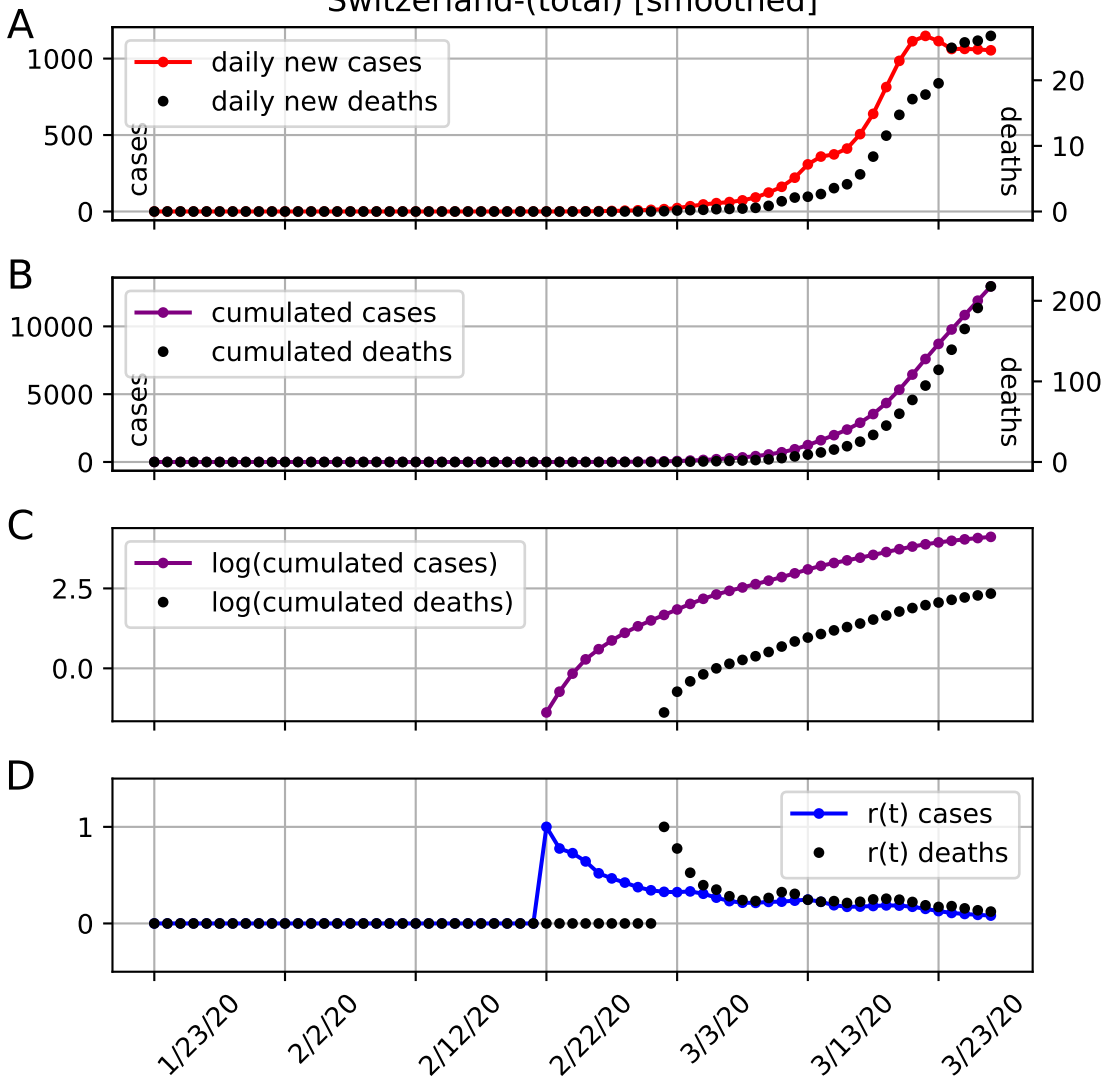 Switzerland-(total) [smoothed]
A
1000
500
0
cases
daily new cases
daily new deaths
20
10
0
deaths
B
10000
5000
0
cases
cumulated cases
cumulated deaths
200
100
0
deaths
C
2.5
0.0
log(cumulated cases)
log(cumulated deaths)
D
1
0
r(t) cases
r(t) deaths
1/23/20
2/2/20
2/12/20
2/22/20
3/3/20
3/13/20
3/23/20